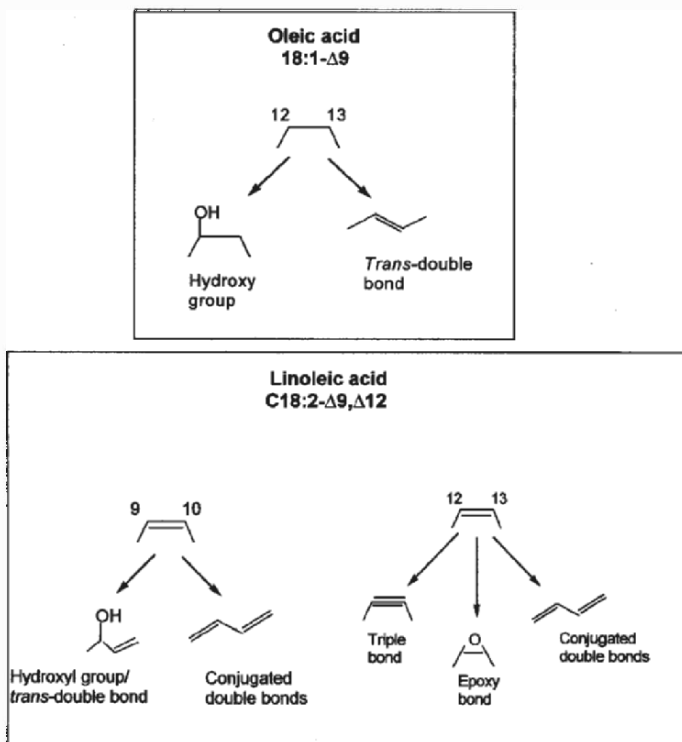 Oleic acid
18:1-Δ9
12 13
OH
Hydroxy
group
Trans-double
bond
Linoleic acid
C18:2-Δ9,Δ12
9 10
12 13
OH
Hydroxyl group/
trans-double bond
Conjugated
double bonds
Triple
bond
O
Epoxy
bond
Conjugated
double bonds